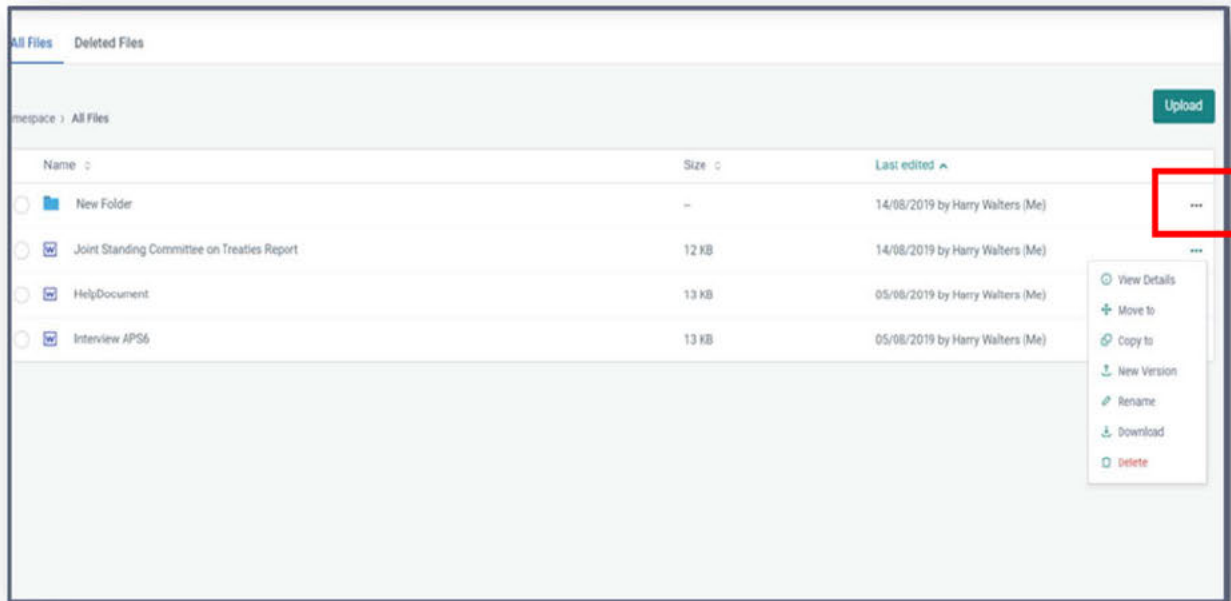 All Files Deleted Files
Upload
mespace > All Files
Name Size Last edited
New Folder -- 14/08/2019 by Harry Walters (Me) ...
Joint Standing Committee on Treaties Report 12 KB 14/08/2019 by Harry Walters (Me) ...
HelpDocument 13 KB 05/08/2019 by Harry Walters (Me)
Interview APS6 13 KB 05/08/2019 by Harry Walters (Me)
View Details
Move to
Copy to
New Version
Rename
Download
Delete